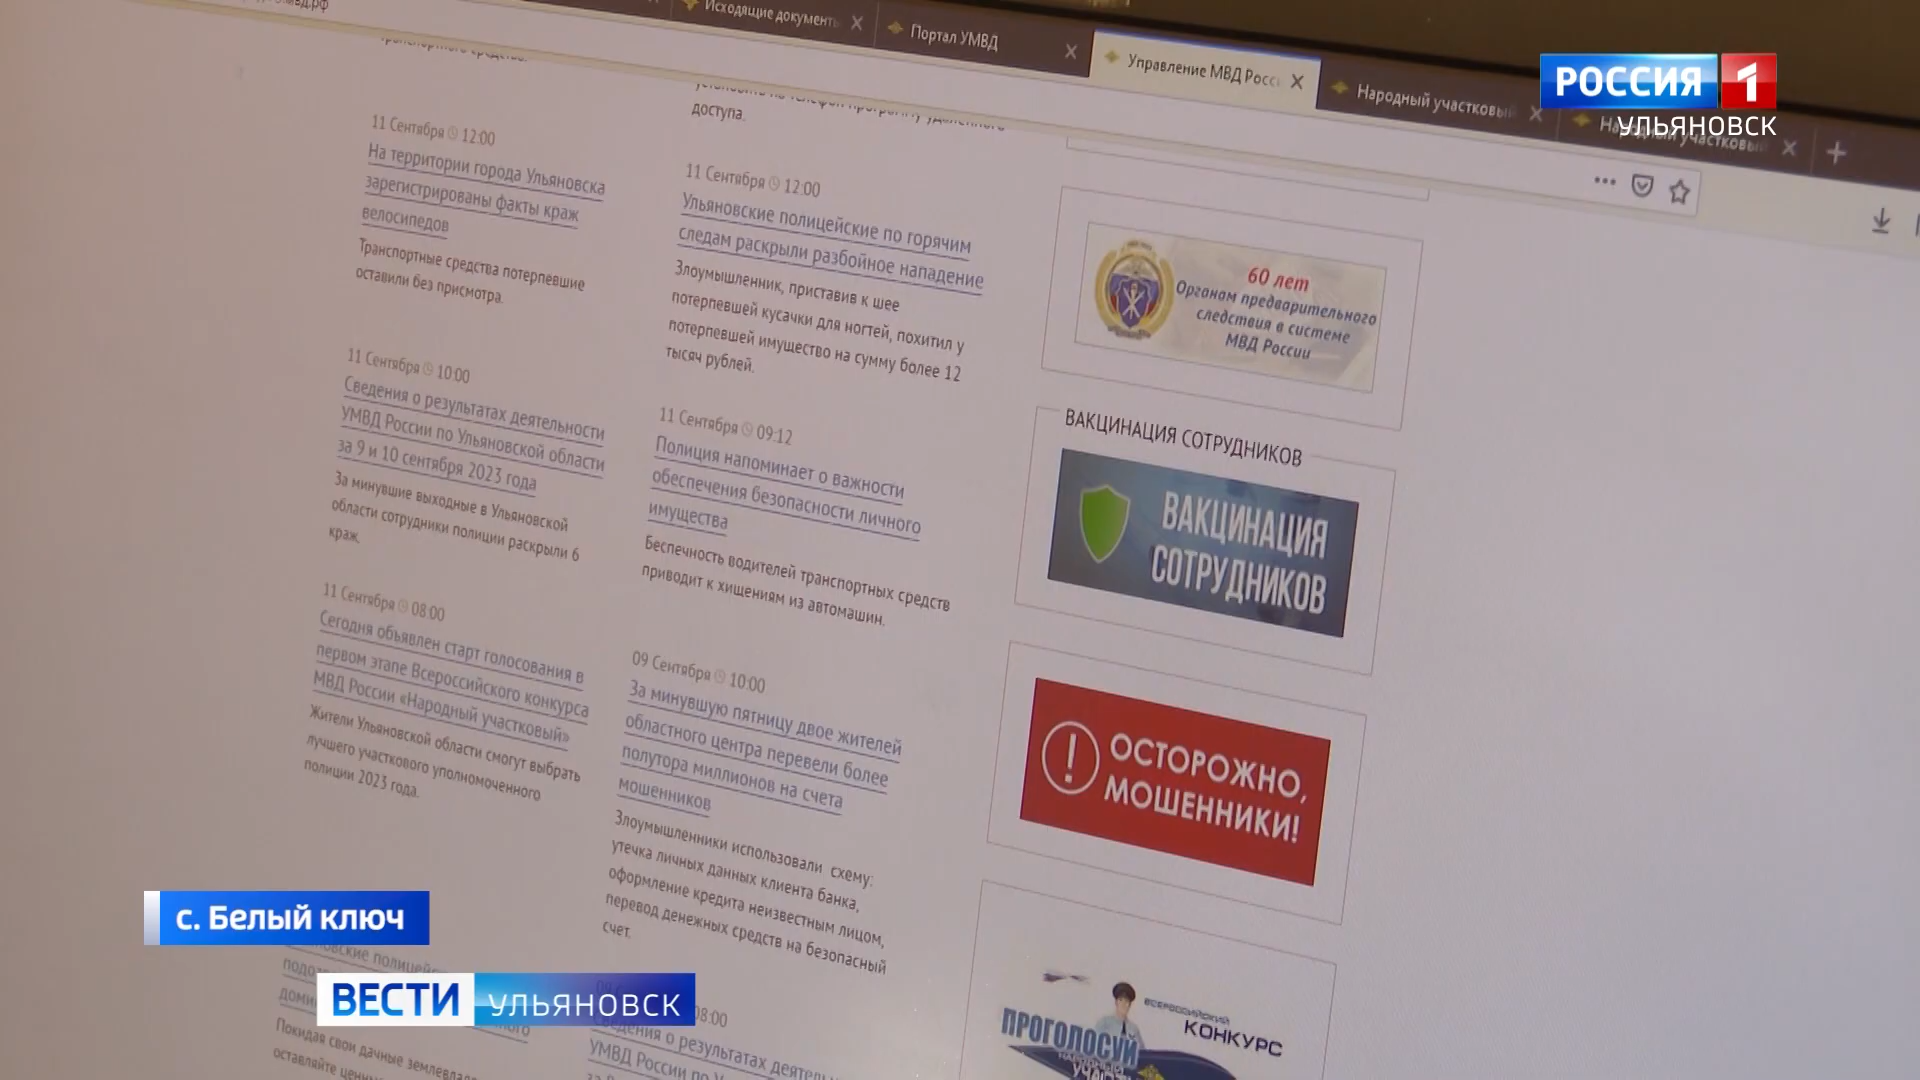 Исходящие документ
Портал УМВД
Управление МВД Росс
Народный участковый
РОССИЯ 1
УЛЬЯНОВСК
11 Сентября 12:00
На территории города Ульяновска
зарегистрированы факты краж
велосипедов
Транспортные средства потерпевшие
оставили без присмотра.
11 Сентября 10:00
Сведения о результатах деятельности
УМВД России по Ульяновской области
за 9 и 10 сентября 2023 года
За минувшие выходные в Ульяновской
области сотрудники полиции раскрыли 6
краж.
11 Сентября 08:00
Сегодня объявлен старт голосования в
первом этапе Всероссийского конкурса
МВД России «Народный участковый»
Жители Ульяновской области смогут выбрать
лучшего участкового уполномоченного
полиции 2023 года.
Покидая свои дачные
доступа.
11 Сентября 12:00
Ульяновские полицейские по горячим
следам раскрыли разбойное нападение
Злоумышленник, приставив к шее
потерпевшей кусачки для ногтей, похитил у
потерпевшей имущество на сумму более 12
тысяч рублей.
11 Сентября 09:12
Полиция напоминает о важности
обеспечения безопасности личного
имущества
Беспечность водителей транспортных средств
приводит к хищениям из автомашин.
09 Сентября 10:00
За минувшую пятницу двое жителей
областного центра перевели более
полутора миллионов на счета
мошенников
Злоумышленники использовали схему:
утечка личных данных клиента банка,
оформление кредита неизвестным лицом,
перевод денежных средств на безопасный
счет.
08:00
УМВД России по
60 лет
Органам предварительного
следствия в системе
МВД России
ВАКЦИНАЦИЯ СОТРУДНИКОВ
ВАКЦИНАЦИЯ
СОТРУДНИКОВ
ОСТОРОЖНО,
МОШЕННИКИ!
ВСЕРОССИЙСКИЙ
КОНКУРС
ПРОГОЛОСУЙ
с. Белый ключ
ВЕСТИ УЛЬЯНОВСК